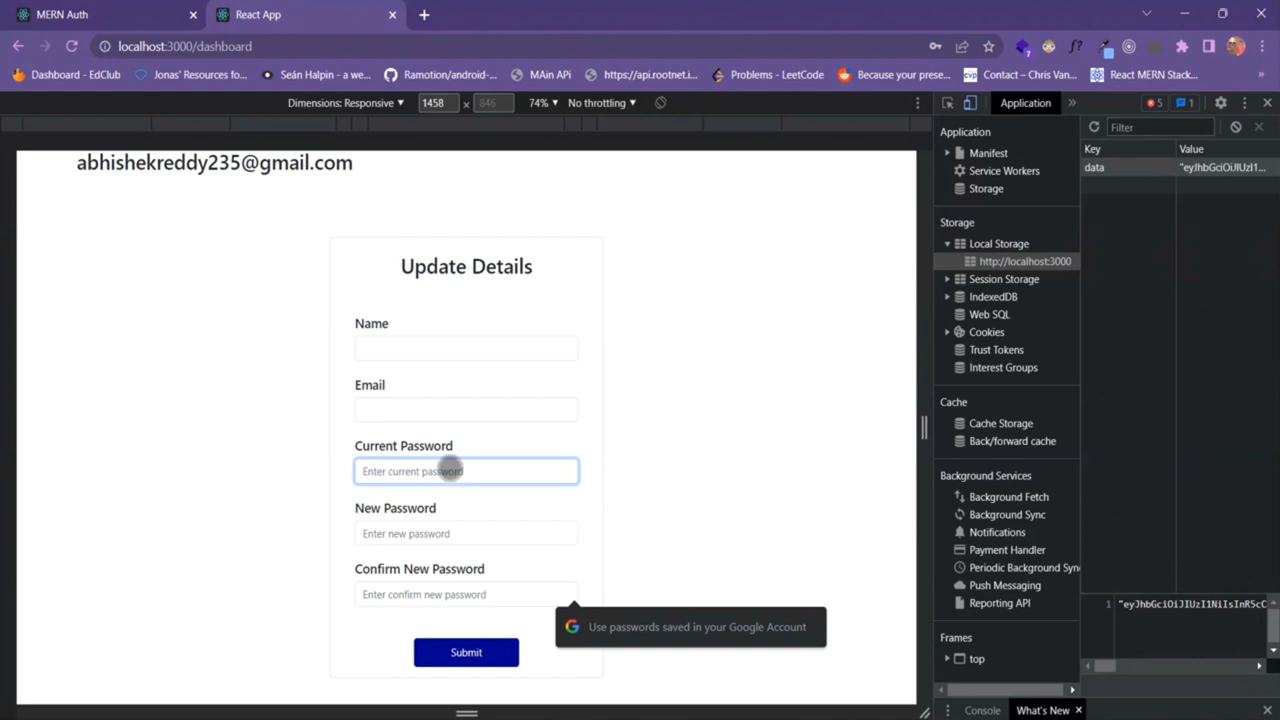 MERN Auth
React App
localhost:3000/dashboard
Dashboard - EdClub
Jonas' Resources fo...
Seán Halpin - a we...
Ramotion/android-...
MAin APi
https://api.rootnet.i...
Problems - LeetCode
Because your prese...
Contact – Chris Van...
React MERN Stack...
Dimensions: Responsive
1458
x
846
74%
No throttling
Application
5
1
abhishekreddy235@gmail.com
Update Details
Name
Email
Current Password
Enter current password
New Password
Enter new password
Confirm New Password
Enter confirm new password
Use passwords saved in your Google Account
Submit
Application
Manifest
Service Workers
Storage
Storage
Local Storage
http://localhost:3000
Session Storage
IndexedDB
Web SQL
Cookies
Trust Tokens
Interest Groups
Cache
Cache Storage
Back/forward cache
Background Services
Background Fetch
Background Sync
Notifications
Payment Handler
Periodic Background Syn
Push Messaging
Reporting API
Frames
top
Filter
Key
Value
data
"eyJhbGciOiJIUzI1...
1
"eyJhbGciOiJIUzI1NiIsInR5cC
Console
What's New